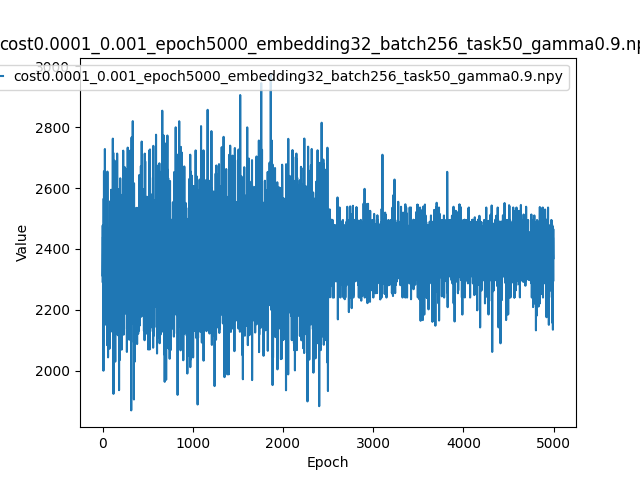 cost0.0001_0.001_epoch5000_embedding32_batch256_task50_gamma0.9.np
cost0.0001_0.001_epoch5000_embedding32_batch256_task50_gamma0.9.npy
3000
2800
2600
2400
2200
2000
Value
0 1000 2000 3000 4000 5000
Epoch